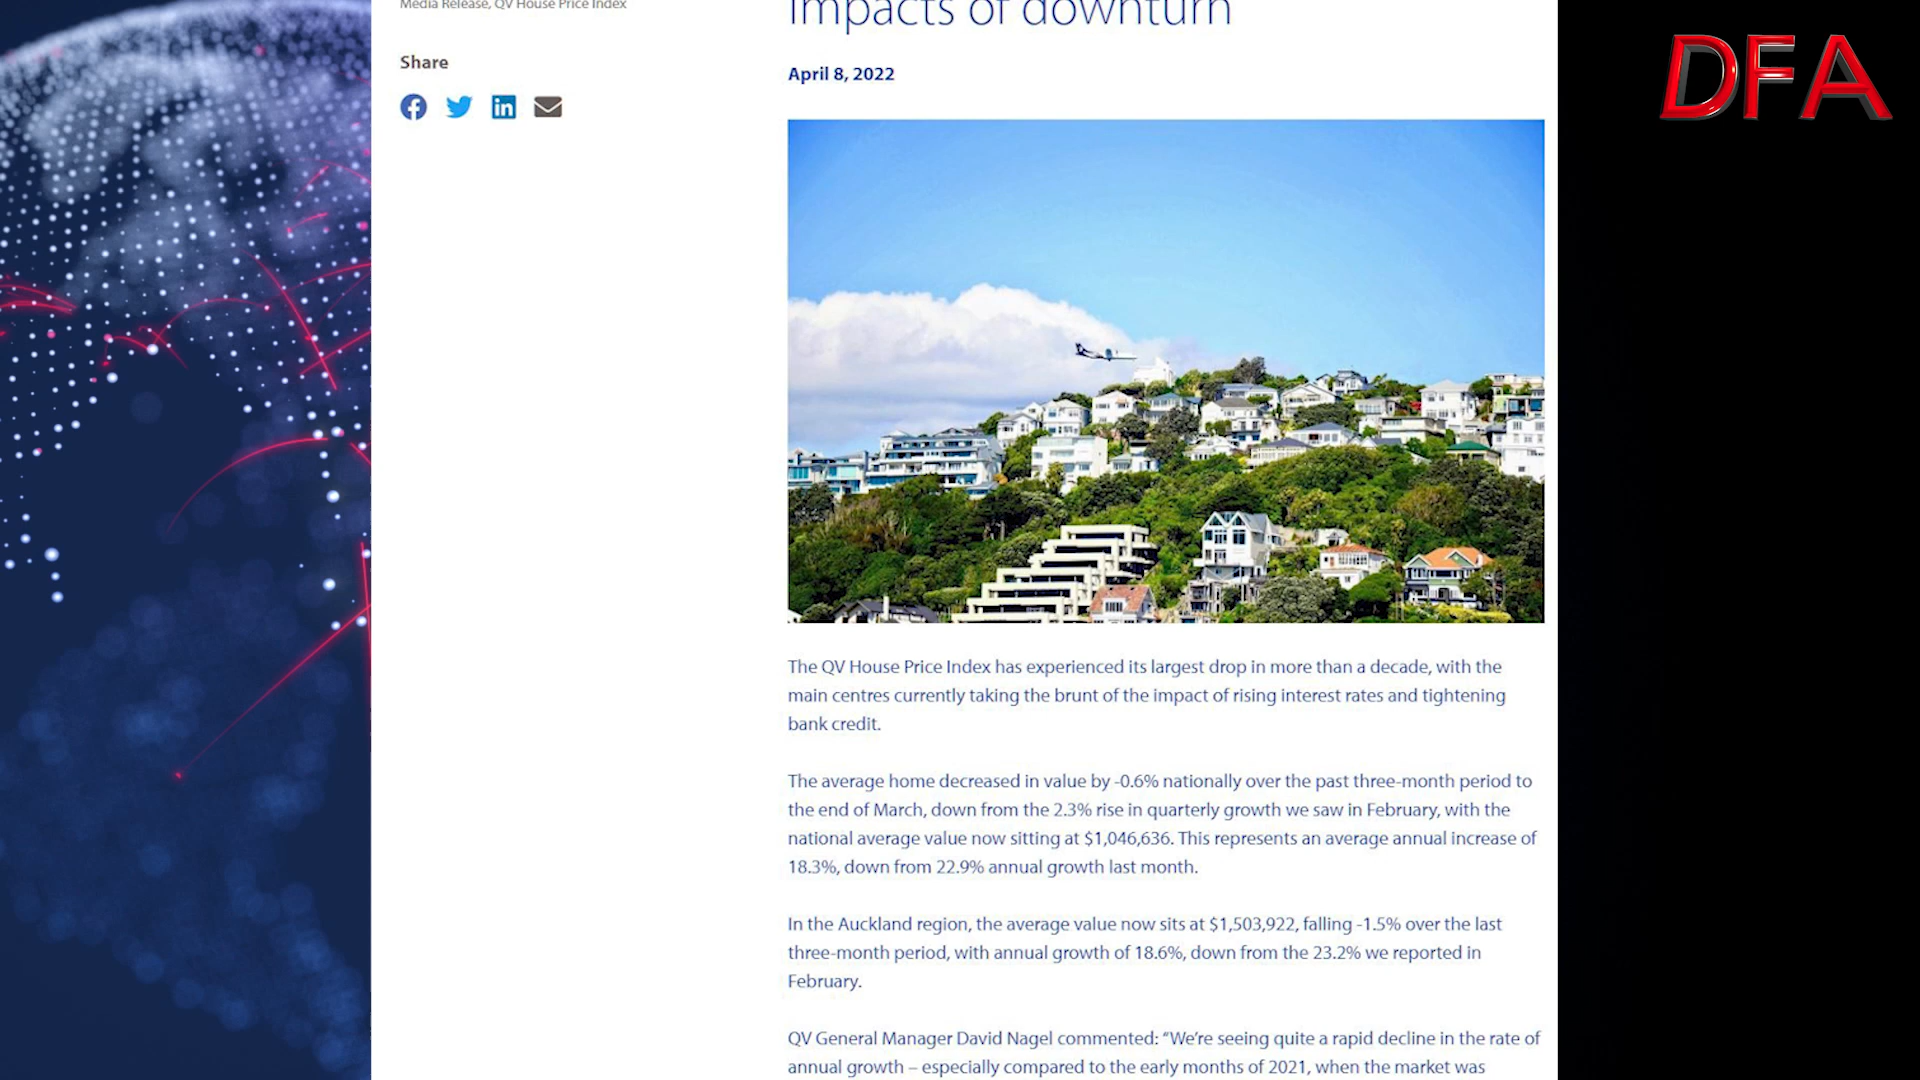 Media Release, QV House Price Index
Share
impacts of downturn
April 8, 2022
DFA
The QV House Price Index has experienced its largest drop in more than a decade, with the
main centres currently taking the brunt of the impact of rising interest rates and tightening
bank credit.
The average home decreased in value by -0.6% nationally over the past three-month period to
the end of March, down from the 2.3% rise in quarterly growth we saw in February, with the
national average value now sitting at $1,046,636. This represents an average annual increase of
18.3%, down from 22.9% annual growth last month.
In the Auckland region, the average value now sits at $1,503,922, falling -1.5% over the last
three-month period, with annual growth of 18.6%, down from the 23.2% we reported in
February.
QV General Manager David Nagel commented: “We’re seeing quite a rapid decline in the rate of
annual growth – especially compared to the early months of 2021, when the market was